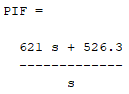 PIF =
621 s + 526.3
-------------
s